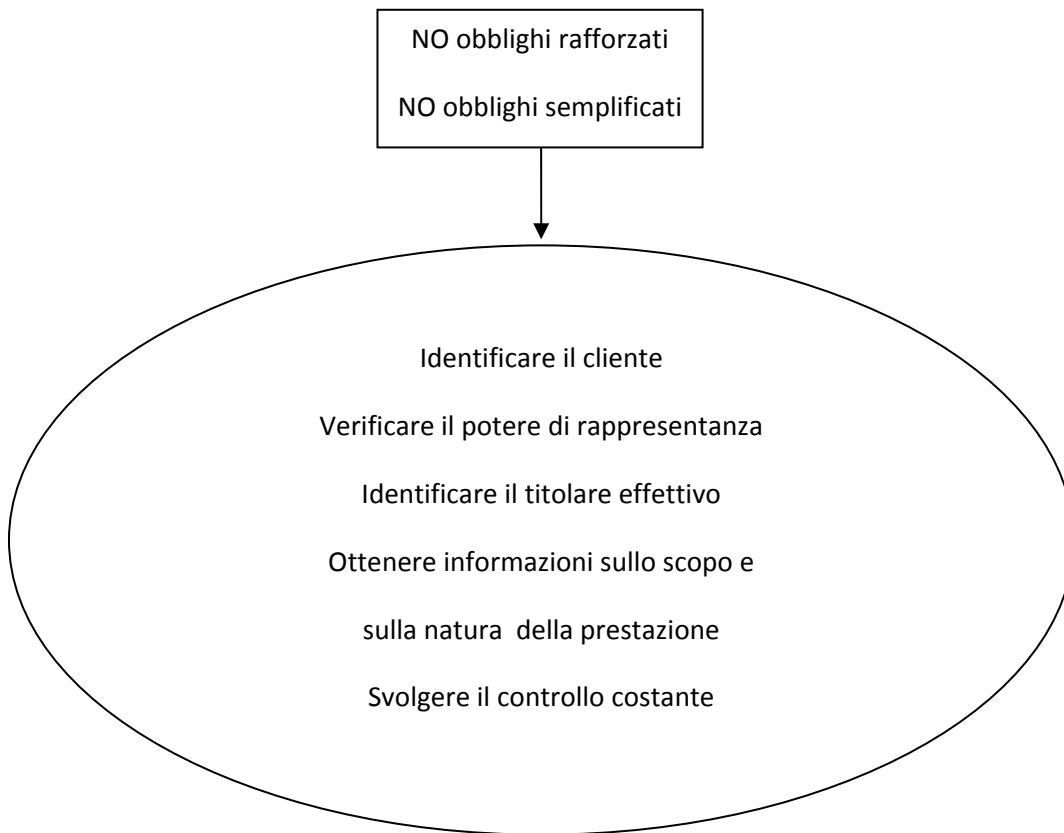 NO obblighi rafforzati
NO obblighi semplificati
Identificare il cliente
Verificare il potere di rappresentanza
Identificare il titolare effettivo
Ottenere informazioni sullo scopo e
sulla natura della prestazione
Svolgere il controllo costante